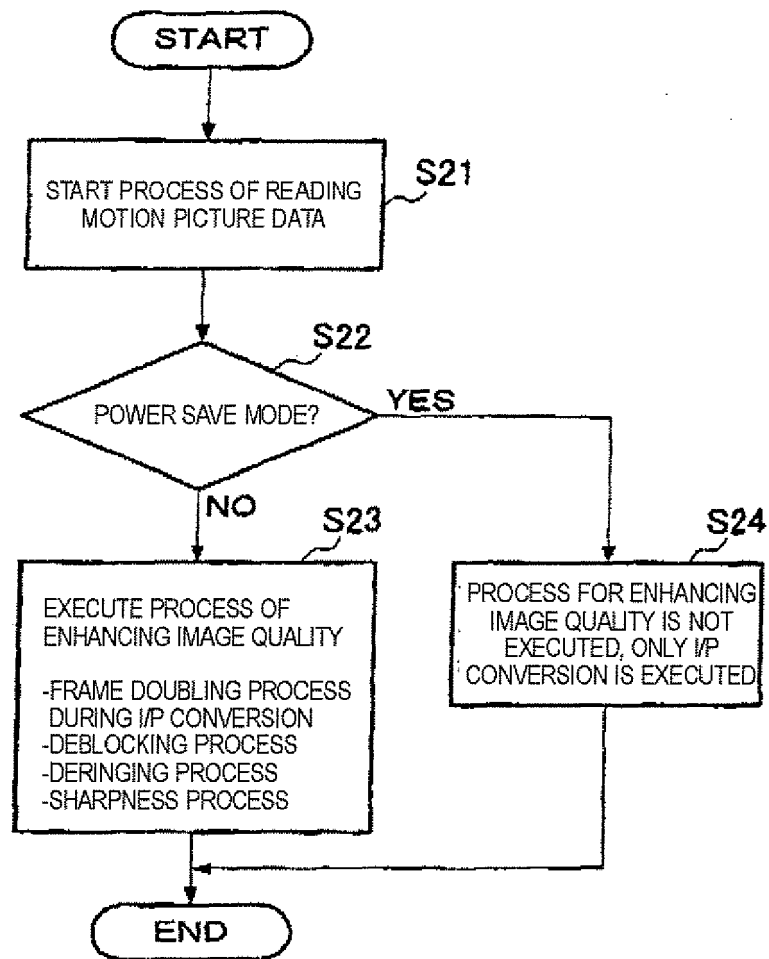 START
S21
START PROCESS OF READING
MOTION PICTURE DATA
S22
POWER SAVE MODE?
YES
NO
S23
EXECUTE PROCESS OF
ENHANCING IMAGE QUALITY
-FRAME DOUBLING PROCESS
DURING I/P CONVERSION
-DEBLOCKING PROCESS
-DERINGING PROCESS
-SHARPNESS PROCESS
S24
PROCESS FOR ENHANCING
IMAGE QUALITY IS NOT
EXECUTED, ONLY I/P
CONVERSION IS EXECUTED
END